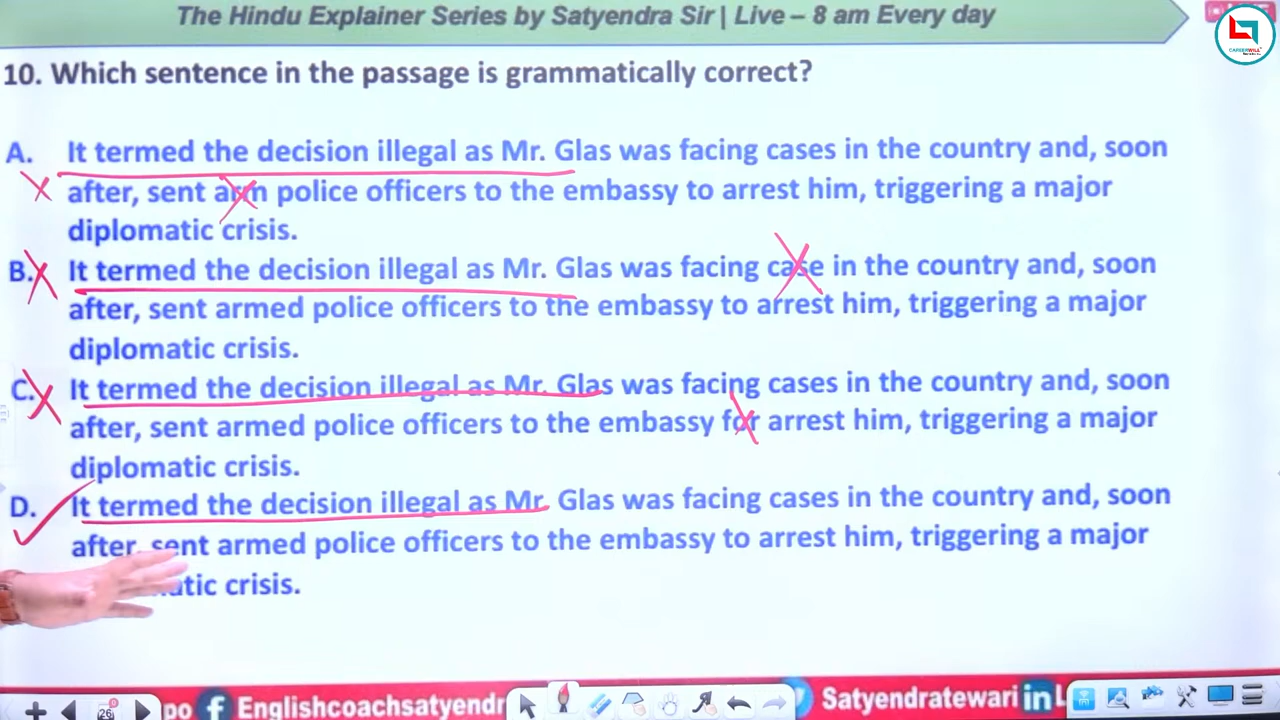 The Hindu Explainer Series by Satyendra Sir | Live – 8 am Every day
CAREERWILL
10. Which sentence in the passage is grammatically correct?
A. It termed the decision illegal as Mr. Glas was facing cases in the country and, soon
after, sent arm police officers to the embassy to arrest him, triggering a major
diplomatic crisis.
B. It termed the decision illegal as Mr. Glas was facing case in the country and, soon
after, sent armed police officers to the embassy to arrest him, triggering a major
diplomatic crisis.
C. It termed the decision illegal as Mr. Glas was facing cases in the country and, soon
after, sent armed police officers to the embassy for arrest him, triggering a major
diplomatic crisis.
D. It termed the decision illegal as Mr. Glas was facing cases in the country and, soon
after, sent armed police officers to the embassy to arrest him, triggering a major
atic crisis.
26
po Englishcoachsatyendr Satyendratewari in L